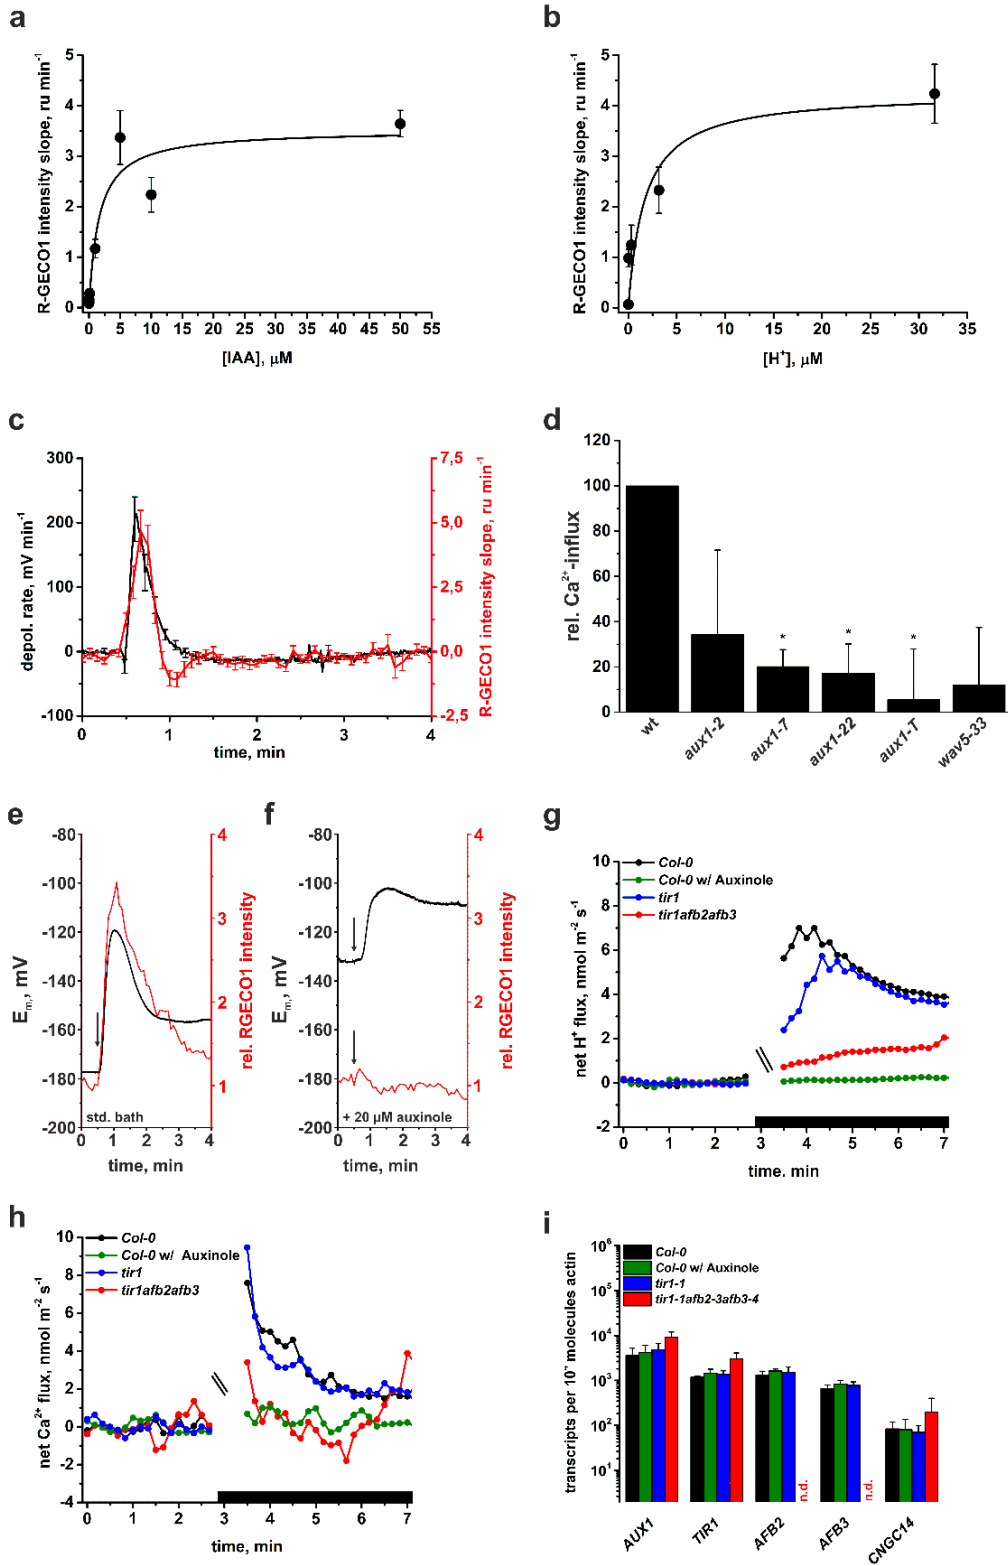 a
R-GECO1 intensity slope, ru min⁻¹
5
4
3
2
1
0
0 5 10 15 20 25 30 35 40 45 50 55
[IAA], μM
b
R-GECO1 intensity slope, ru min⁻¹
5
4
3
2
1
0
0 5 10 15 20 25 30 35
[H⁺], μM
c
depol. rate, mV min⁻¹
300
200
100
0
-100
7,5
5,0
2,5
0,0
-2,5
R-GECO1 intensity slope, ru min⁻¹
0 1 2 3 4
time, min
d
rel. Ca²⁺-influx
120
100
80
60
40
20
0
* * *
wt
aux1-2
aux1-7
aux1-22
aux1-T
wav5-33
e
Eₘ, mV
-80
-100
-120
-140
-160
-180
-200
4
3
2
1
rel. RGECO1 intensity
std. bath
0 1 2 3 4
time, min
f
Eₘ, mV
-80
-100
-120
-140
-160
-180
-200
4
3
2
1
rel. RGECO1 intensity
+ 20 μM auxinole
0 1 2 3 4
time, min
g
net H⁺ flux, nmol m⁻² s⁻¹
10
8
6
4
2
0
-2
Col-0
Col-0 w/ Auxinole
tir1
tir1afb2afb3
0 1 2 3 4 5 6 7
time. min
h
net Ca²⁺ flux, nmol m⁻² s⁻¹
10
8
6
4
2
0
-2
-4
Col-0
Col-0 w/ Auxinole
tir1
tir1afb2afb3
0 1 2 3 4 5 6 7
time, min
i
10⁶
10⁵
10⁴
10³
10²
10¹
Col-0
Col-0 w/ Auxinole
tir1-1
tir1-1afb2-3afb3-4
n.d.
n.d.
AUX1
TIR1
AFB2
AFB3
CNGC14